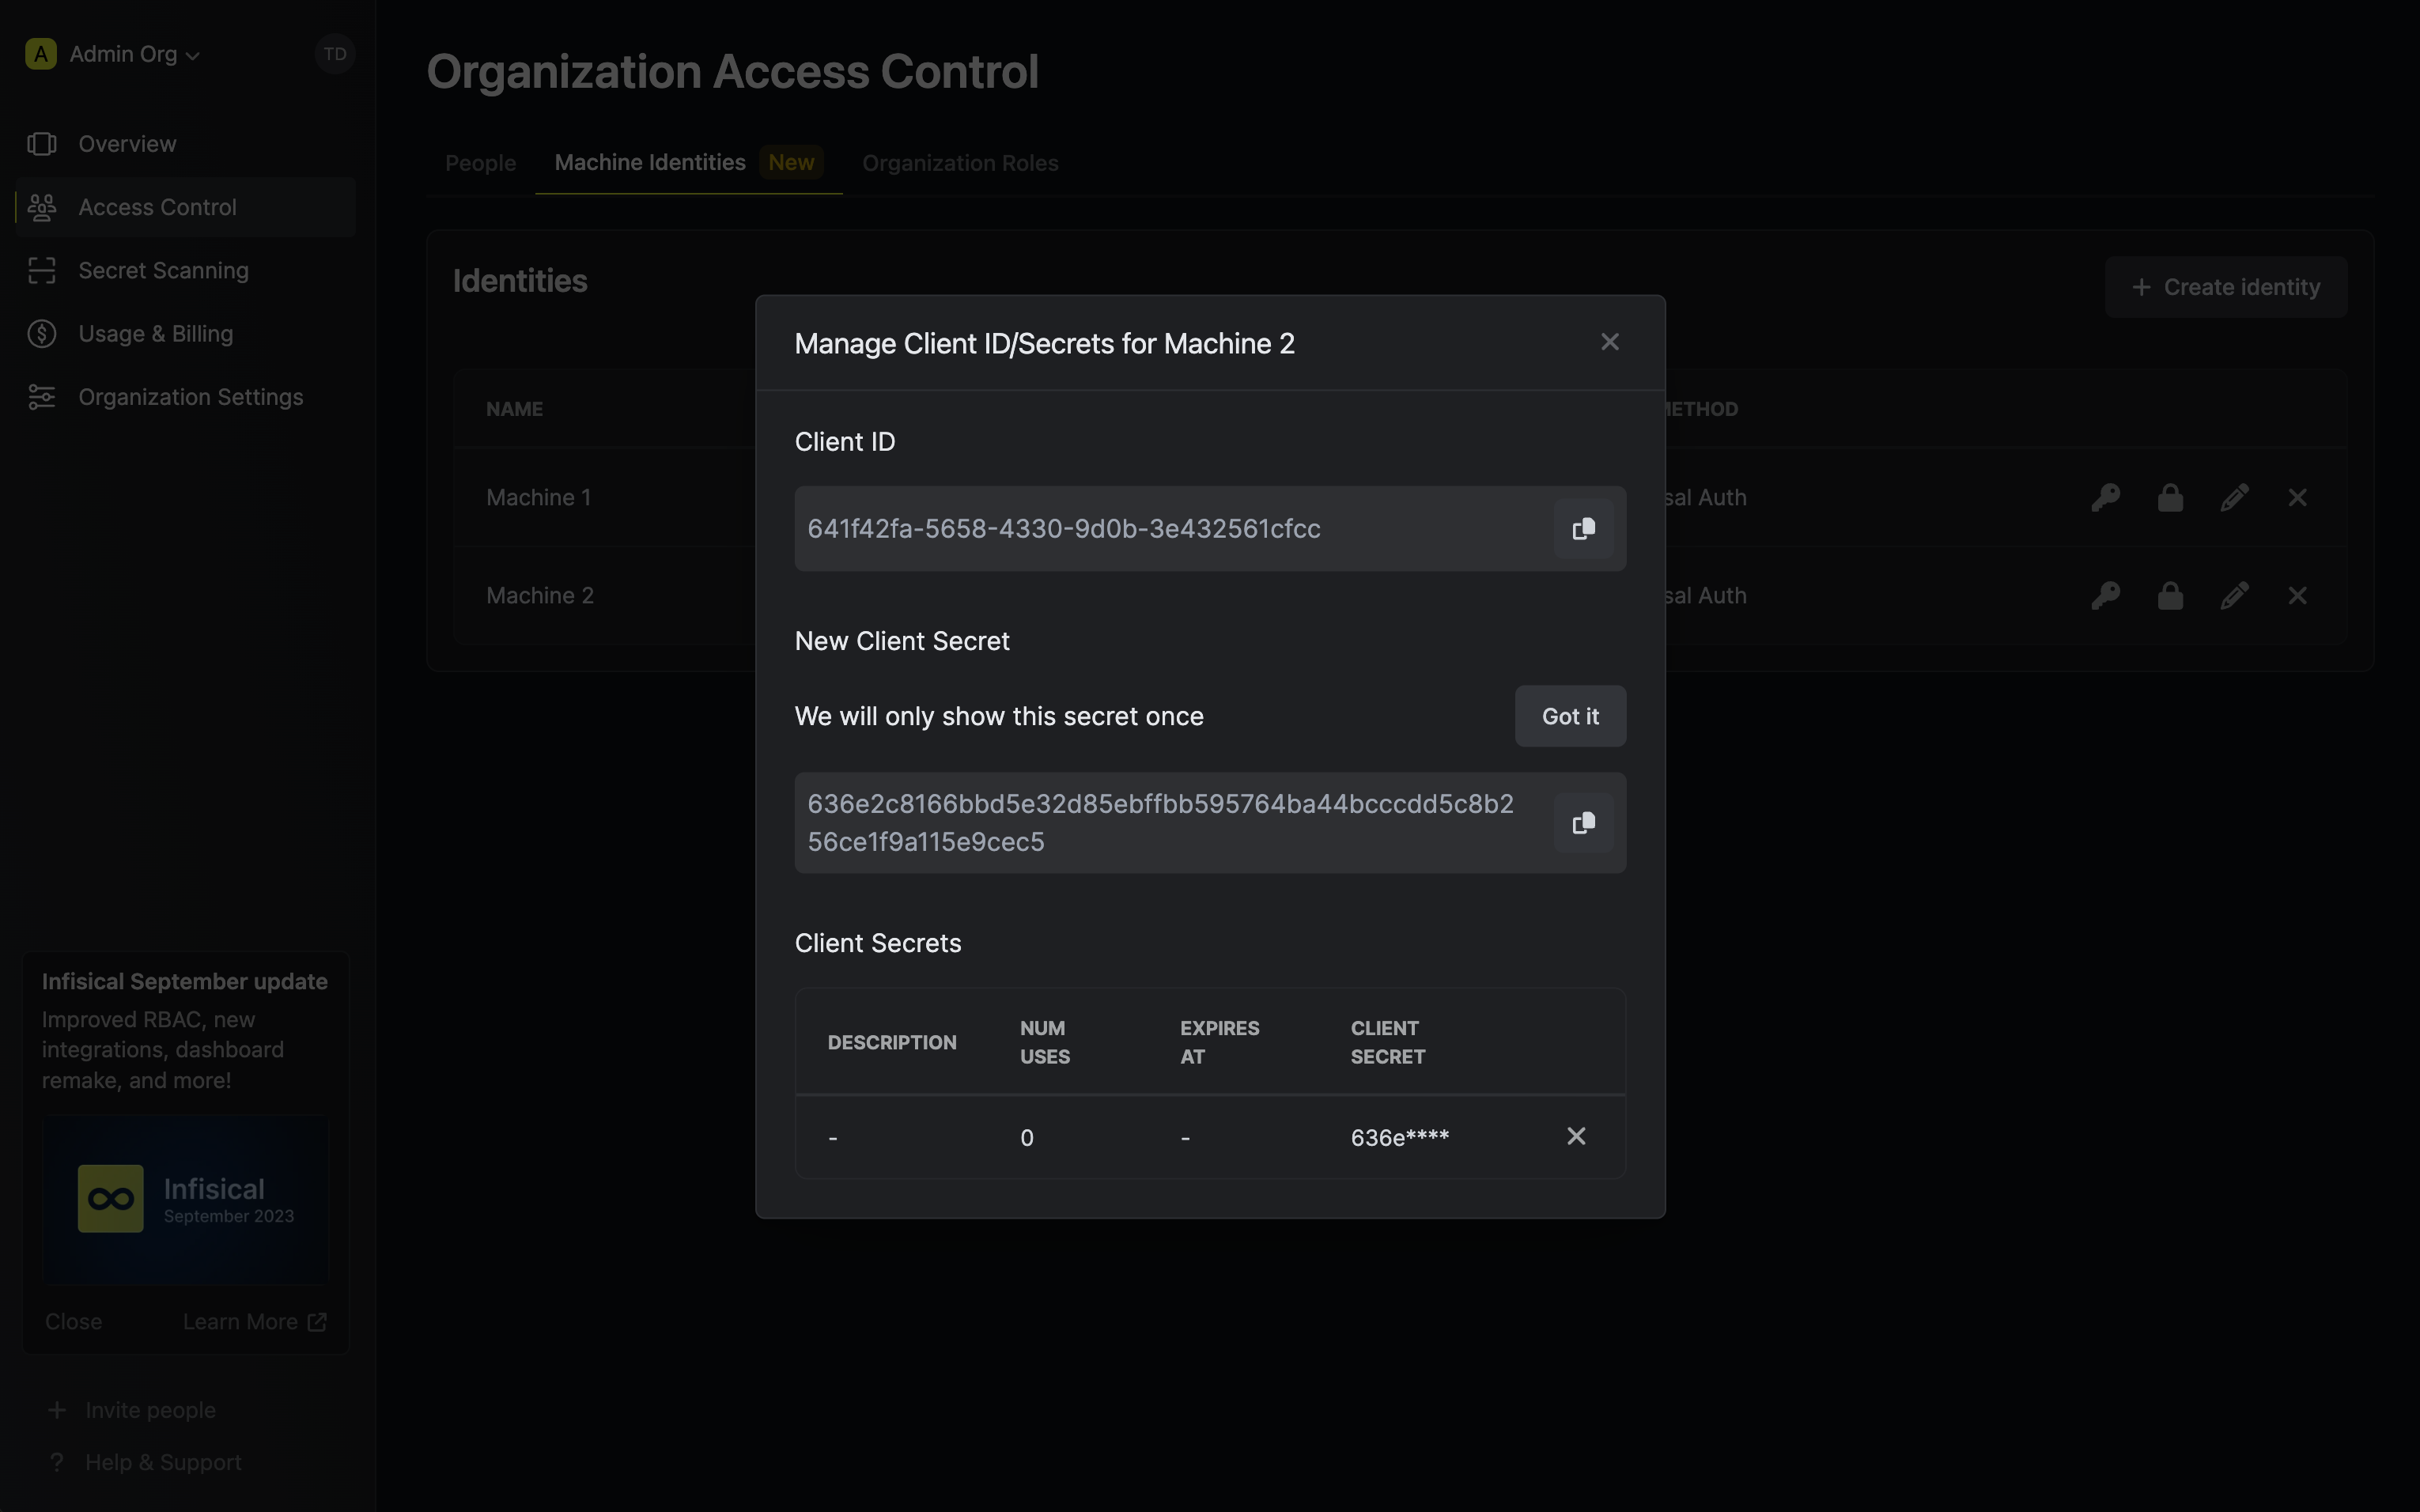 A Admin Org TD
Overview
Access Control
Secret Scanning
Usage & Billing
Organization Settings
Infisical September update
Improved RBAC, new
integrations, dashboard
remake, and more!
Infisical
September 2023
Close Learn More
Invite people
? Help & Support
Organization Access Control
People Machine Identities New Organization Roles
Identities
+ Create identity
NAME
Machine 1
sal Auth
Machine 2
sal Auth
Manage Client ID/Secrets for Machine 2
Client ID
641f42fa-5658-4330-9d0b-3e432561cfcc
New Client Secret
We will only show this secret once
Got it
636e2c8166bbd5e32d85ebffbb595764ba44bcccdd5c8b2
56ce1f9a115e9cec5
Client Secrets
DESCRIPTION NUM USES EXPIRES AT CLIENT SECRET
- 0 - 636e****